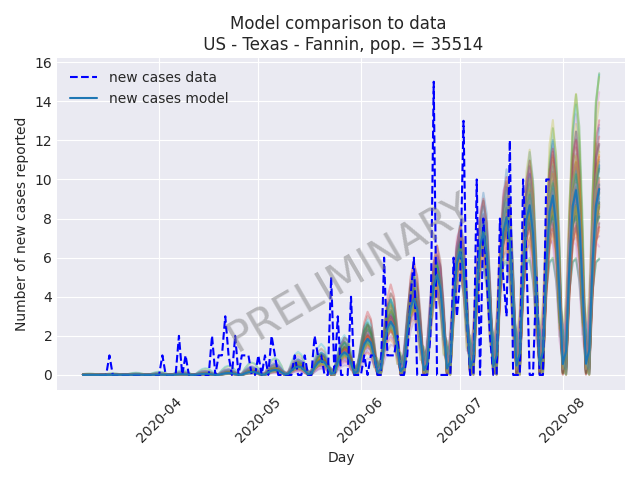 Model comparison to data
US - Texas - Fannin, pop. = 35514
16
14
12
10
8
6
4
2
0
new cases data
new cases model
PRELIMINARY
Number of new cases reported
2020-04
2020-05
2020-06
2020-07
2020-08
Day